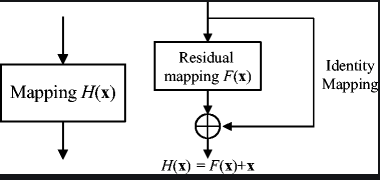 Mapping H(x)
Residual
mapping F(x)
Identity
Mapping
H(x) = F(x)+x